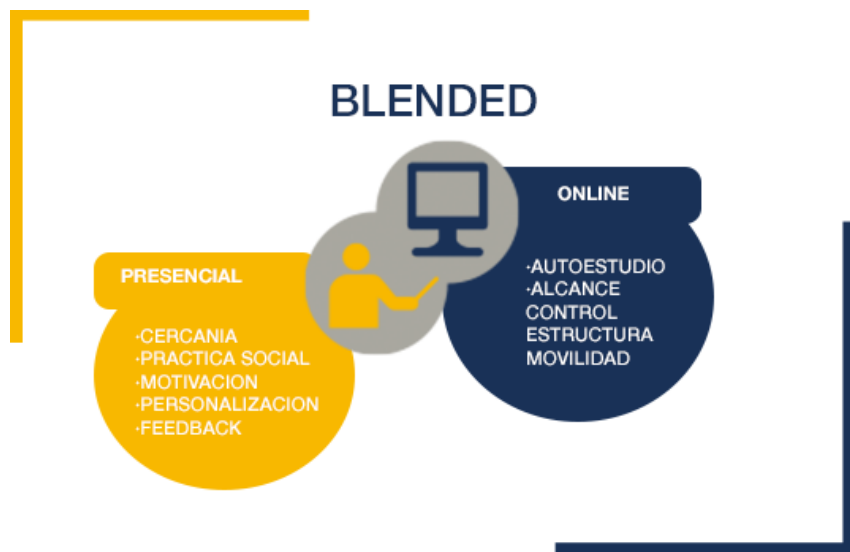 BLENDED
PRESENCIAL
·CERCANIA
·PRACTICA SOCIAL
·MOTIVACION
·PERSONALIZACION
·FEEDBACK
ONLINE
·AUTOESTUDIO
·ALCANCE
CONTROL
ESTRUCTURA
MOVILIDAD